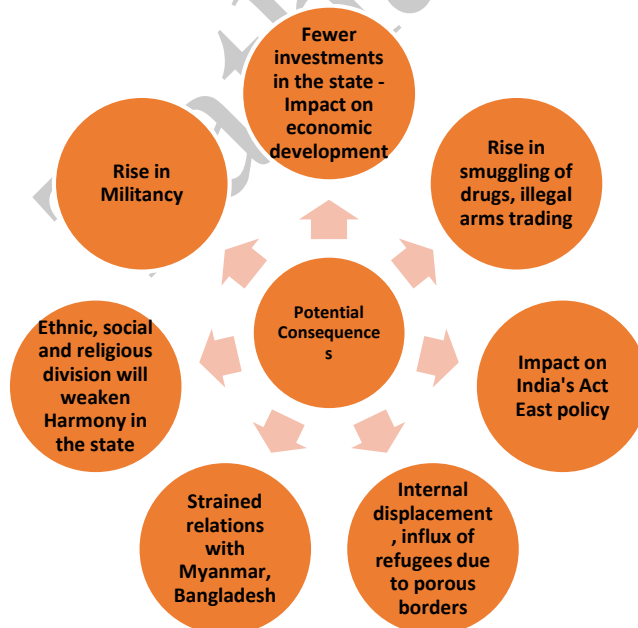 Fewer
investments
in the state -
Impact on
economic
development
Rise in
smuggling of
drugs, illegal
arms trading
Impact on
India's Act
East policy
Internal
displacement
, influx of
refugees due
to porous
borders
Strained
relations
with
Myanmar,
Bangladesh
Ethnic, social
and religious
division will
weaken
Harmony in
the state
Rise in
Militancy
Potential
Consequence
s